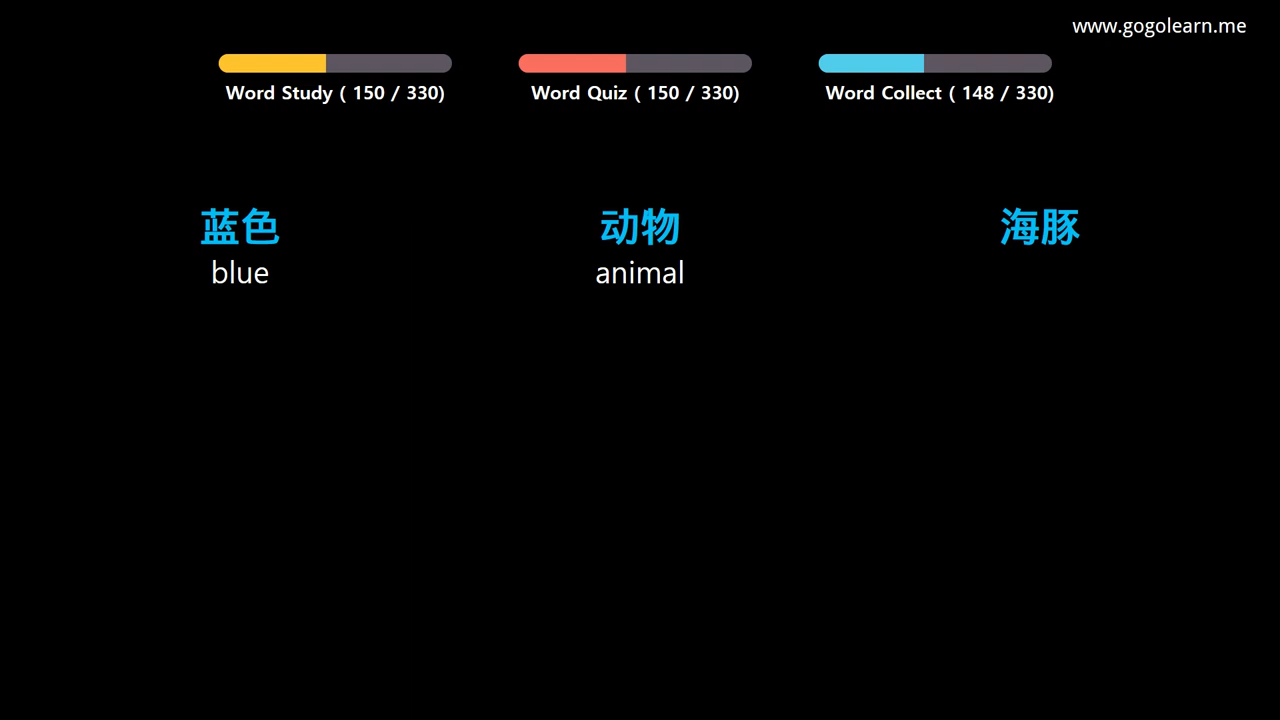 www.gogolearn.me
Word Study ( 150 / 330)
Word Quiz ( 150 / 330)
Word Collect ( 148 / 330)
蓝色
动物
海豚
blue
animal